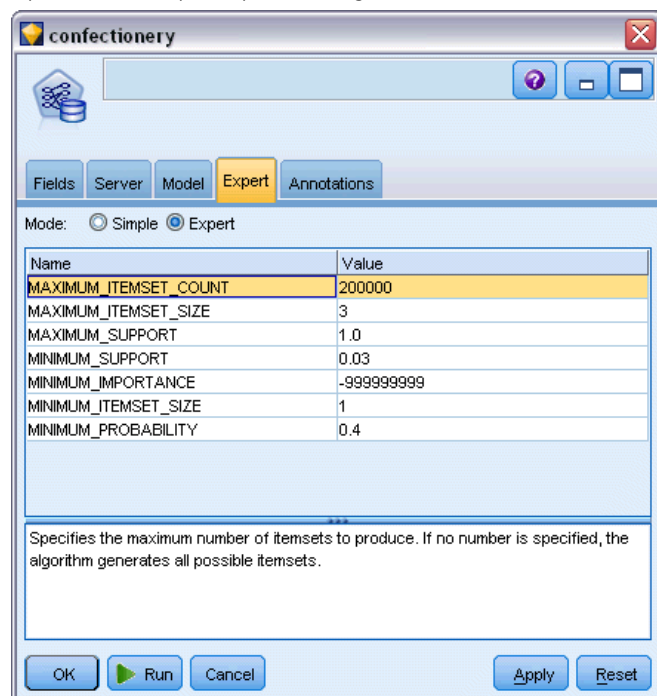 confectionery
Fields Server Model Expert Annotations
Mode: Simple Expert
Name Value
MAXIMUM_ITEMSET_COUNT 200000
MAXIMUM_ITEMSET_SIZE 3
MAXIMUM_SUPPORT 1.0
MINIMUM_SUPPORT 0.03
MINIMUM_IMPORTANCE -999999999
MINIMUM_ITEMSET_SIZE 1
MINIMUM_PROBABILITY 0.4
Specifies the maximum number of itemsets to produce. If no number is specified, the
algorithm generates all possible itemsets.
OK Run Cancel Apply Reset